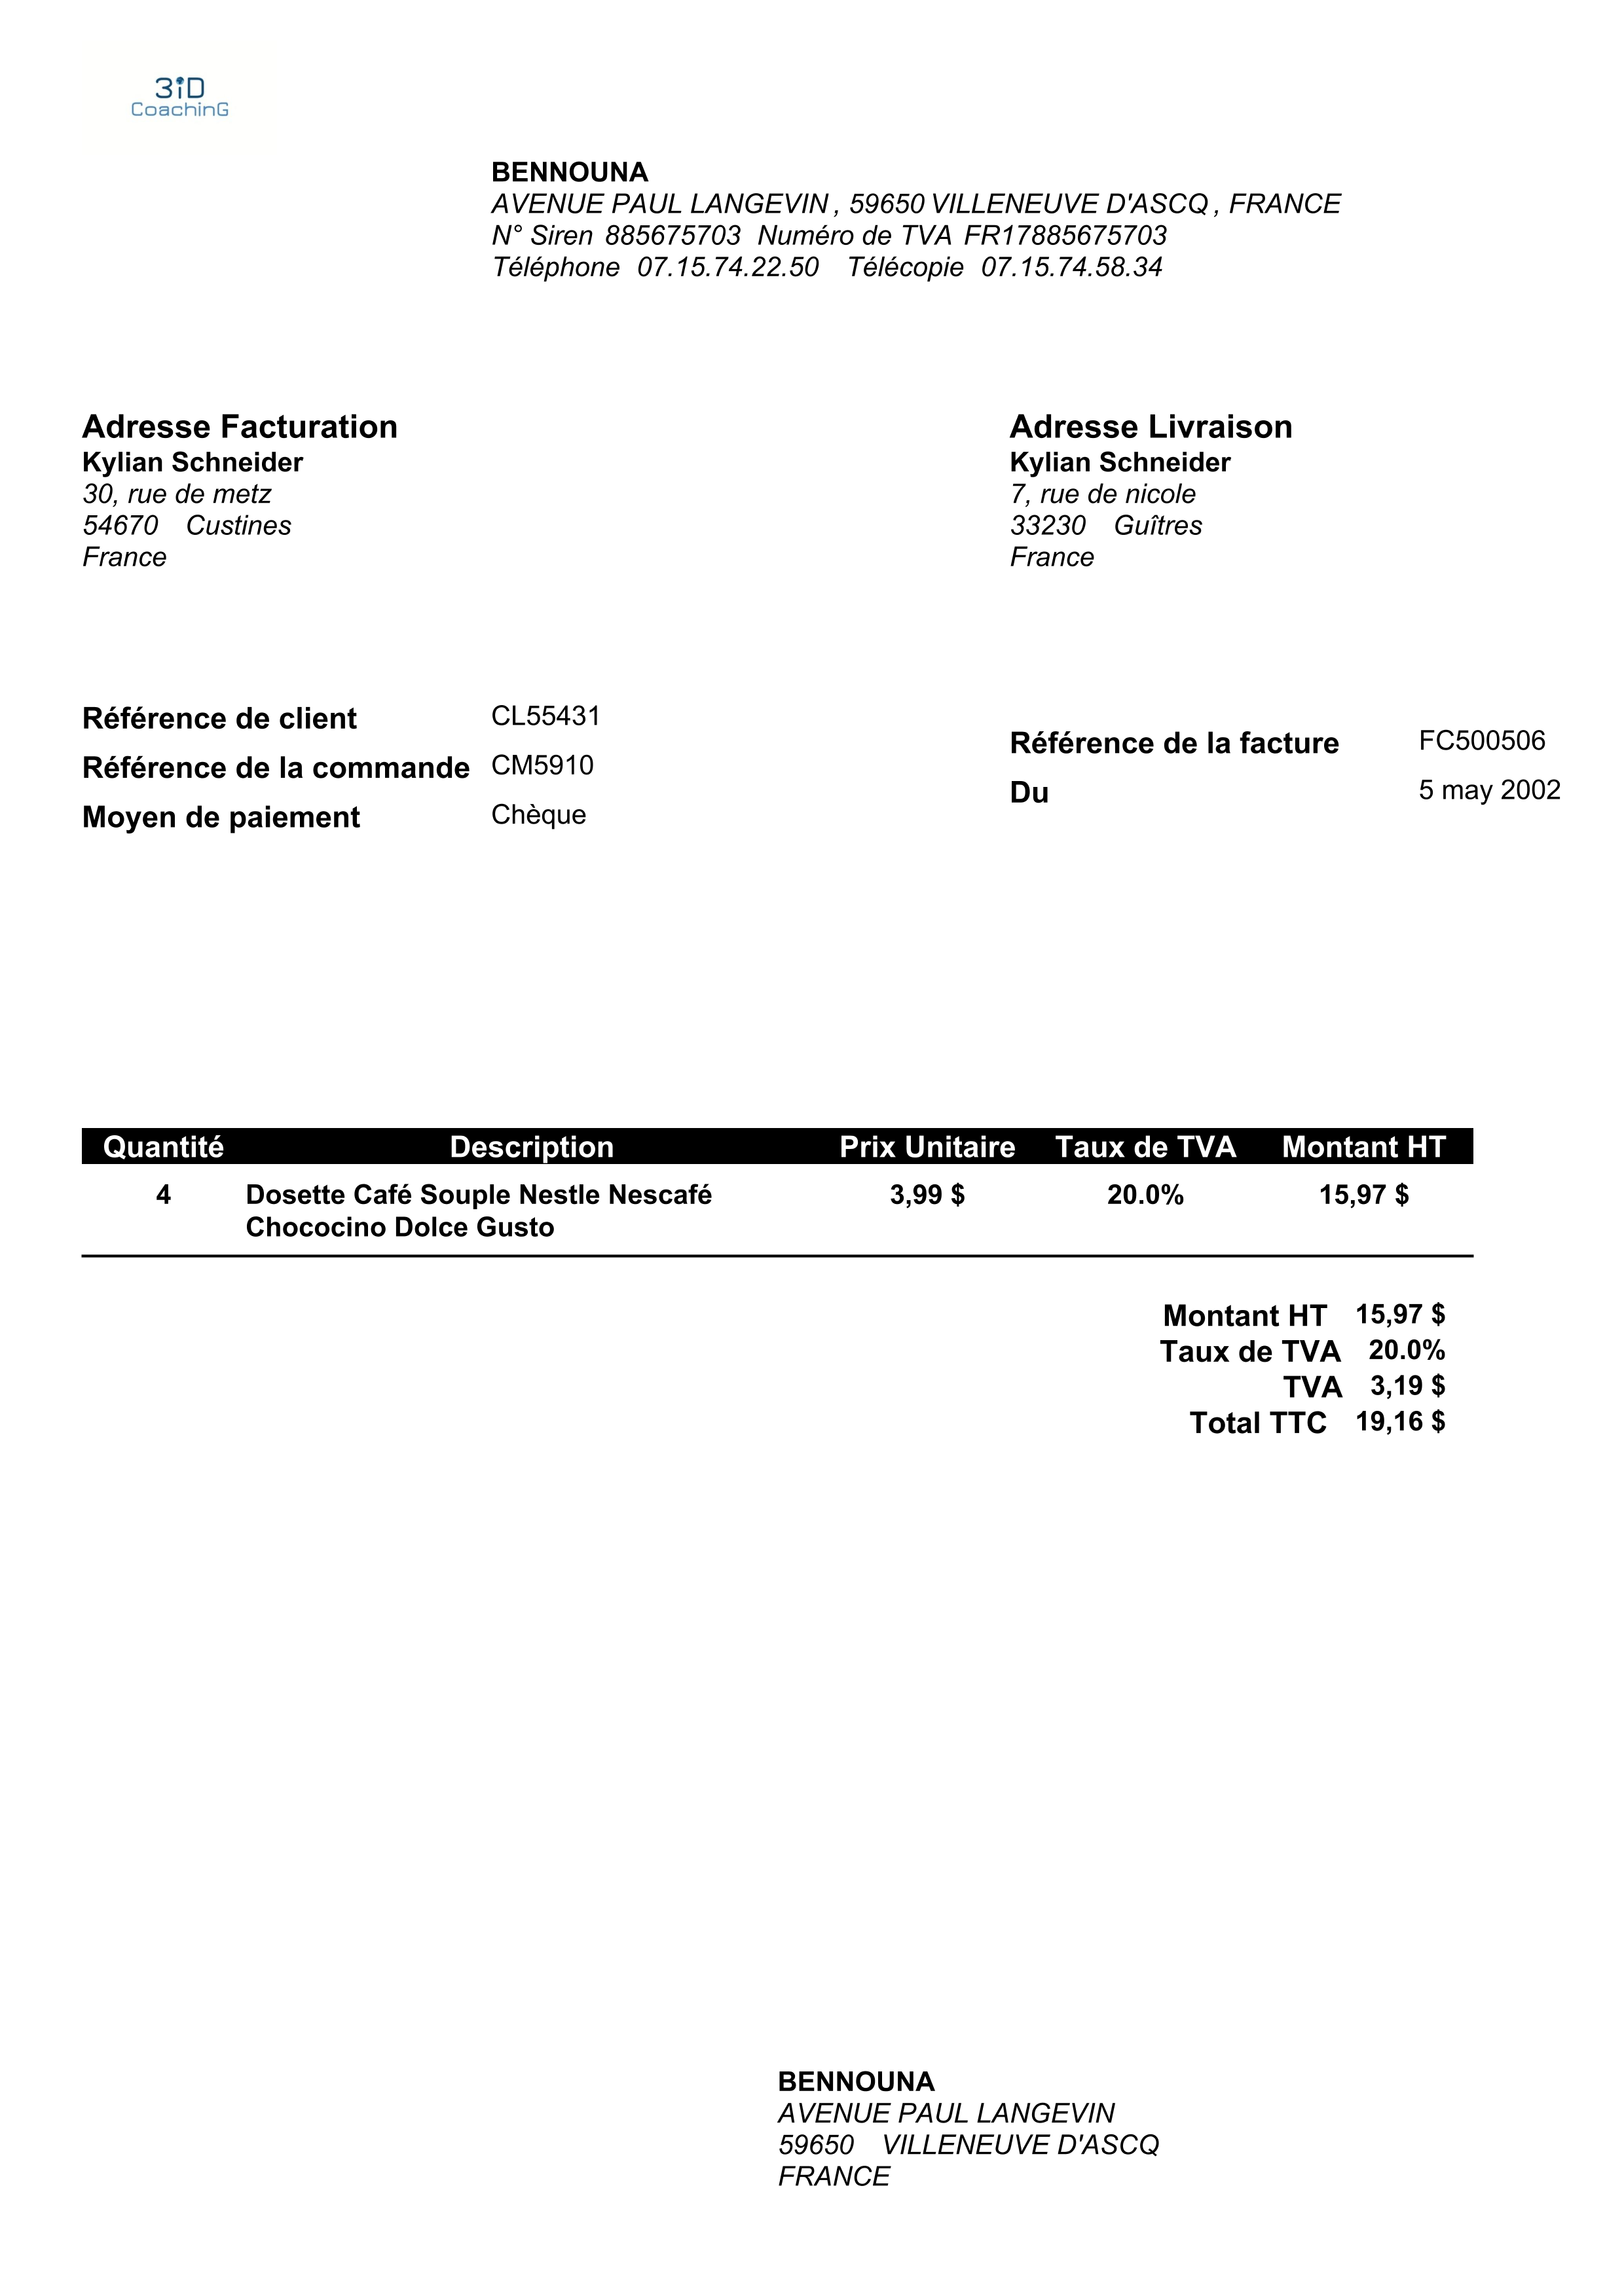 3iD
CoachinG
BENNOUNA
AVENUE PAUL LANGEVIN , 59650 VILLENEUVE D'ASCQ , FRANCE
N° Siren 885675703 Numéro de TVA FR17885675703
Téléphone 07.15.74.22.50 Télécopie 07.15.74.58.34
Adresse Facturation
Kylian Schneider
30, rue de metz
54670 Custines
France
Adresse Livraison
Kylian Schneider
7, rue de nicole
33230 Guîtres
France
Référence de client CL55431
Référence de la commande CM5910
Moyen de paiement Chèque
Référence de la facture FC500506
Du 5 may 2002
Quantité Description Prix Unitaire Taux de TVA Montant HT
4 Dosette Café Souple Nestle Nescafé 3,99 $ 20.0% 15,97 $
Chococino Dolce Gusto
Montant HT 15,97 $
Taux de TVA 20.0%
TVA 3,19 $
Total TTC 19,16 $
BENNOUNA
AVENUE PAUL LANGEVIN
59650 VILLENEUVE D'ASCQ
FRANCE